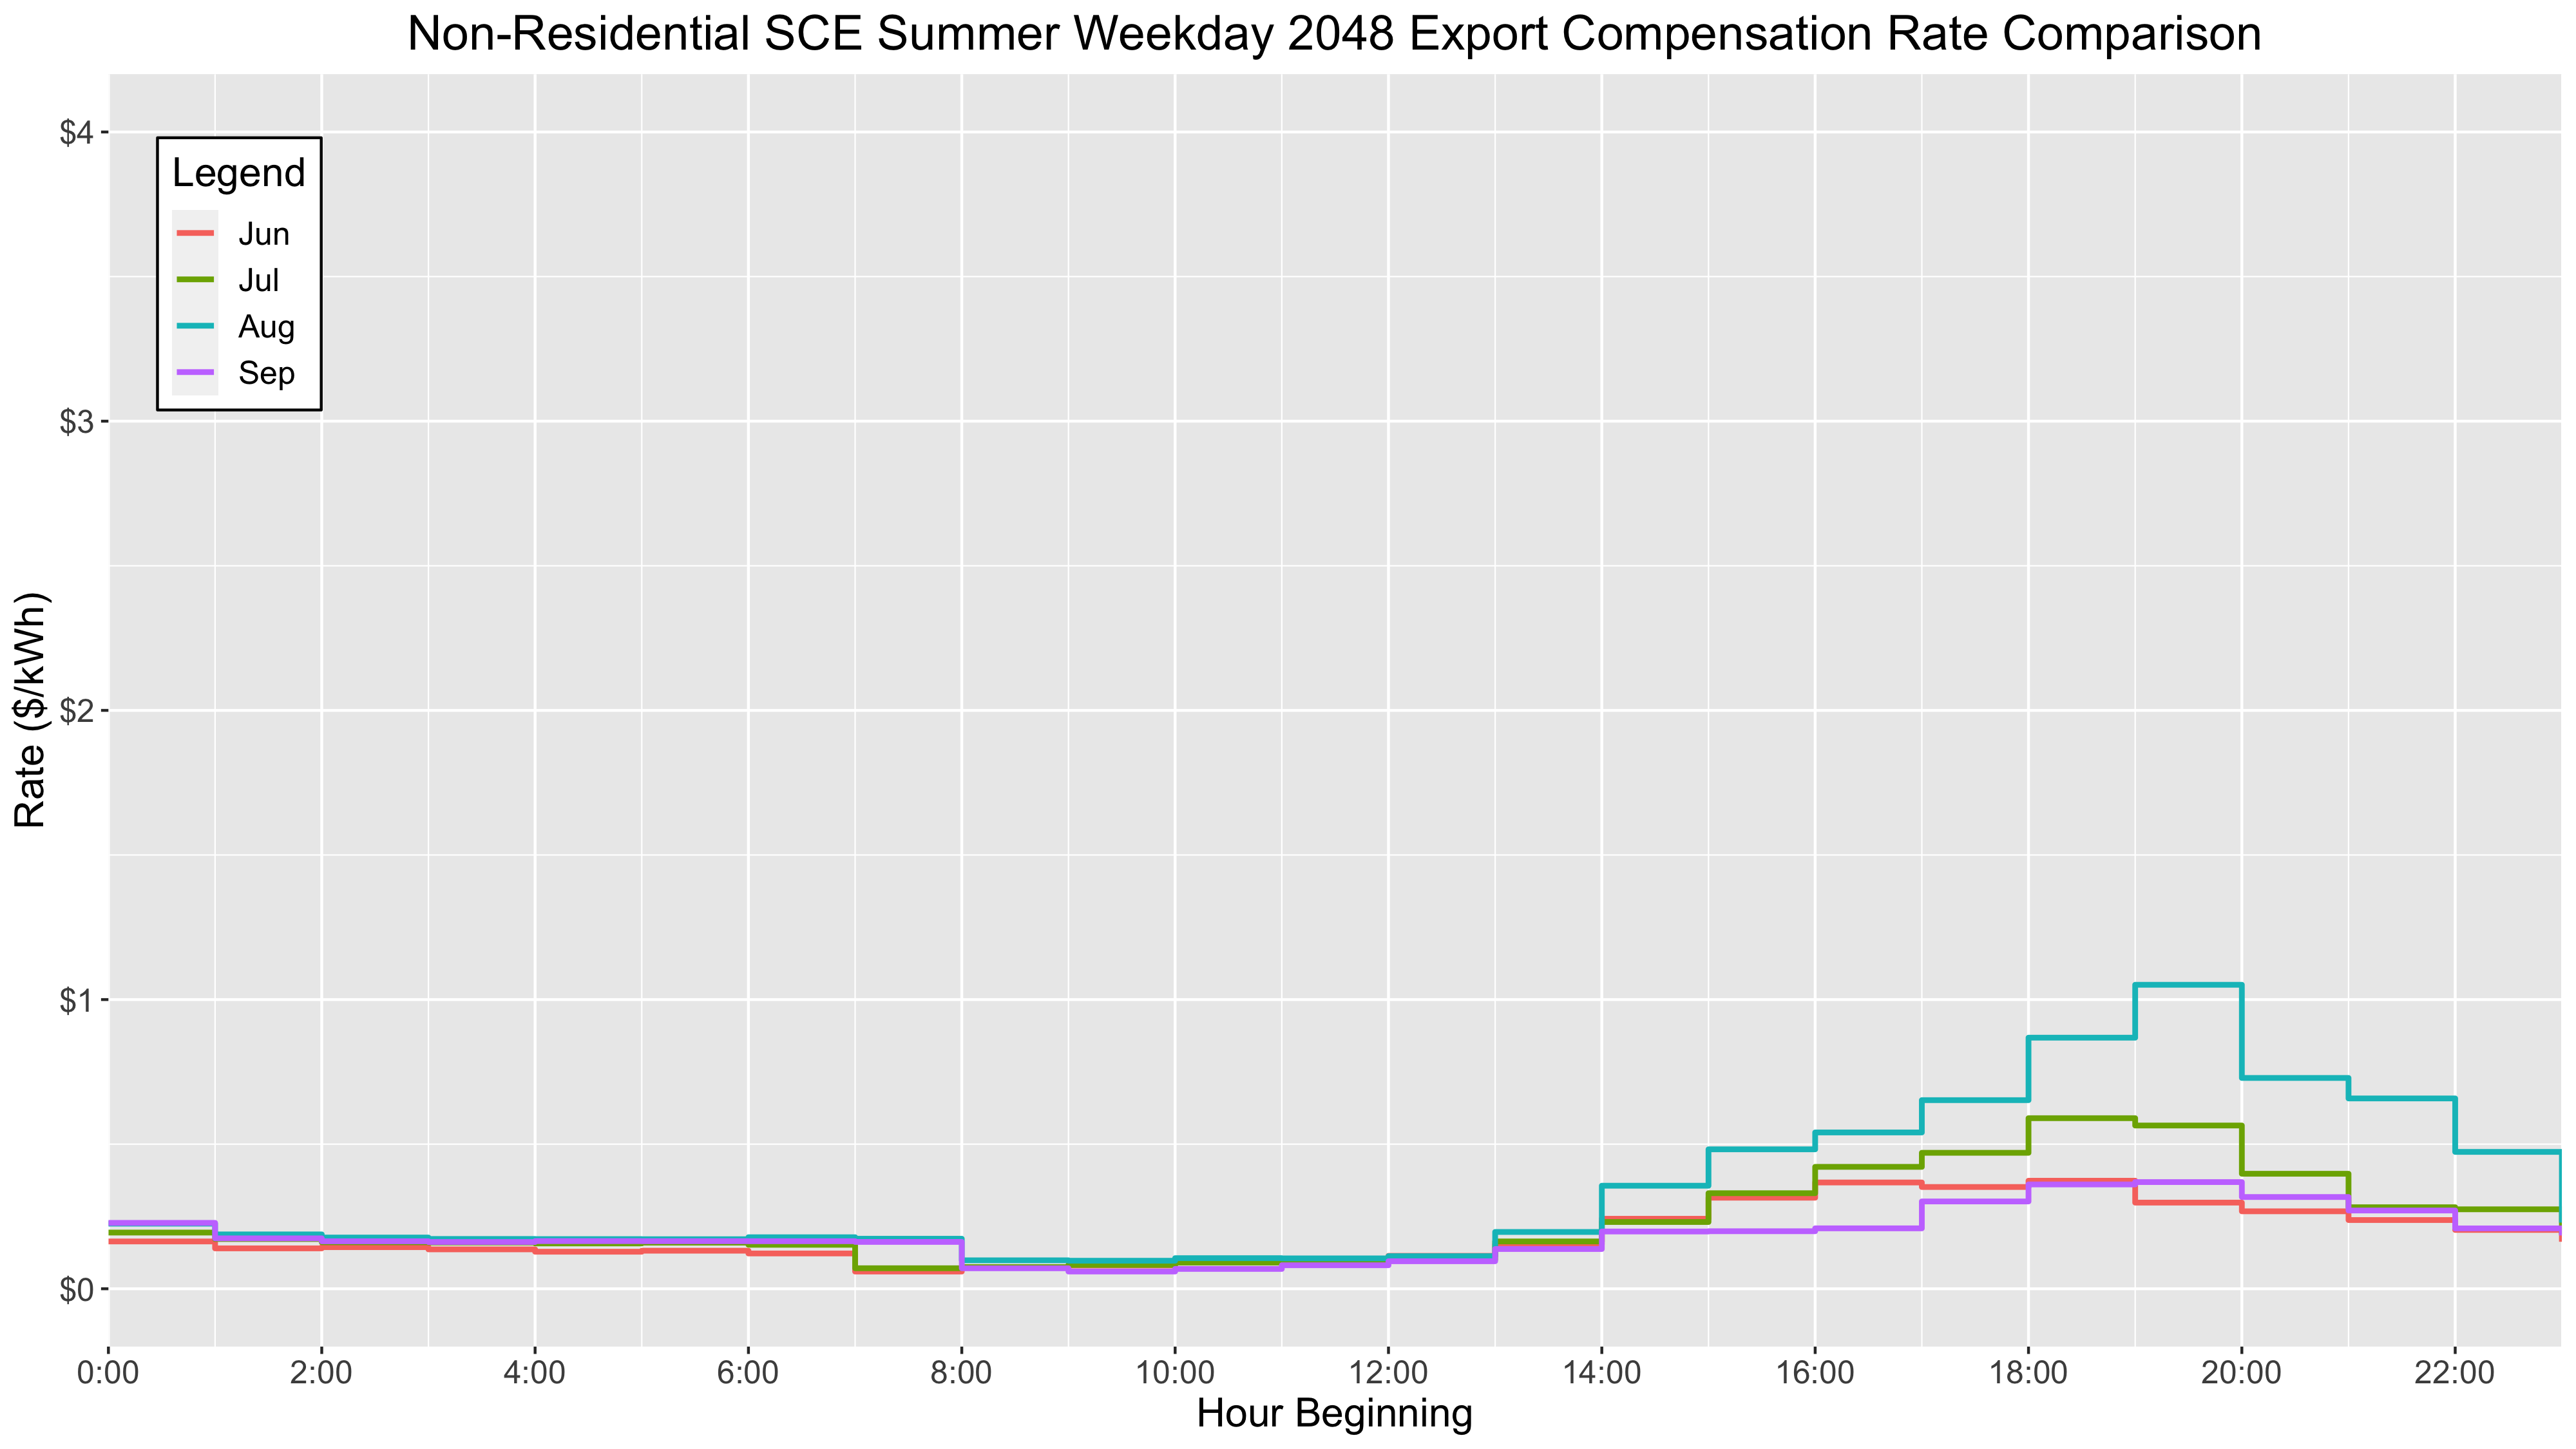 Non-Residential SCE Summer Weekday 2048 Export Compensation Rate Comparison
$4
Legend
Jun
Jul
Aug
Sep
$3
Rate ($/kWh)
$2
$1
$0
0:00 2:00 4:00 6:00 8:00 10:00 12:00 14:00 16:00 18:00 20:00 22:00
Hour Beginning